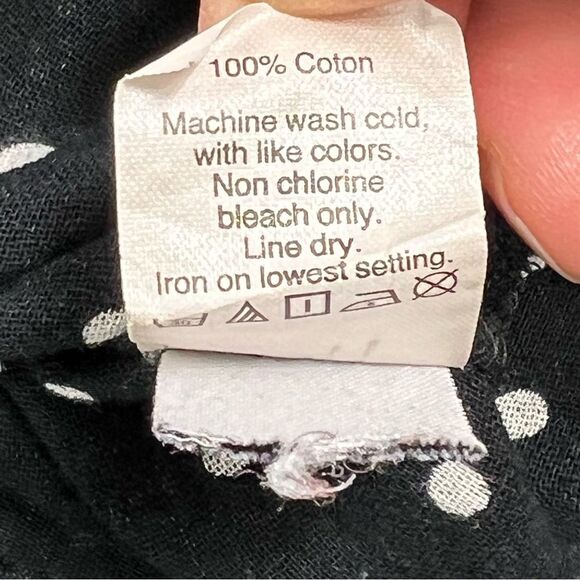 100% Coton
Machine wash cold,
with like colors.
Non chlorine
bleach only.
Line dry.
Iron on lowest setting.